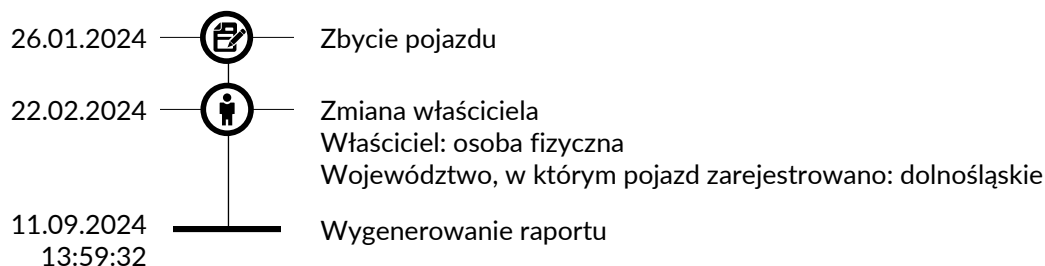 26.01.2024 Zbycie pojazdu
22.02.2024 Zmiana właściciela
Właściciel: osoba fizyczna
Województwo, w którym pojazd zarejestrowano: dolnośląskie
11.09.2024 Wygenerowanie raportu
13:59:32